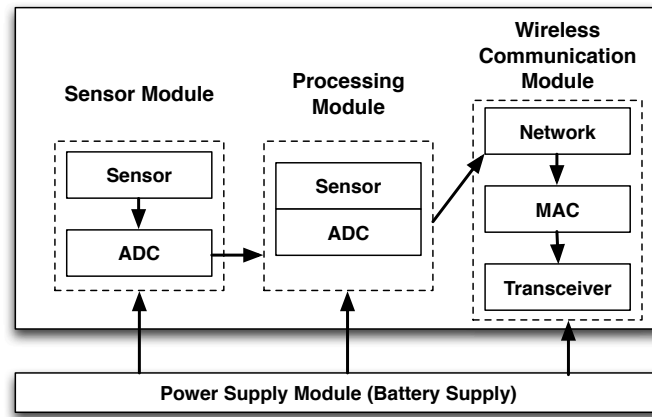 Sensor Module
Sensor
ADC
Processing
Module
Sensor
ADC
Wireless
Communication
Module
Network
MAC
Transceiver
Power Supply Module (Battery Supply)